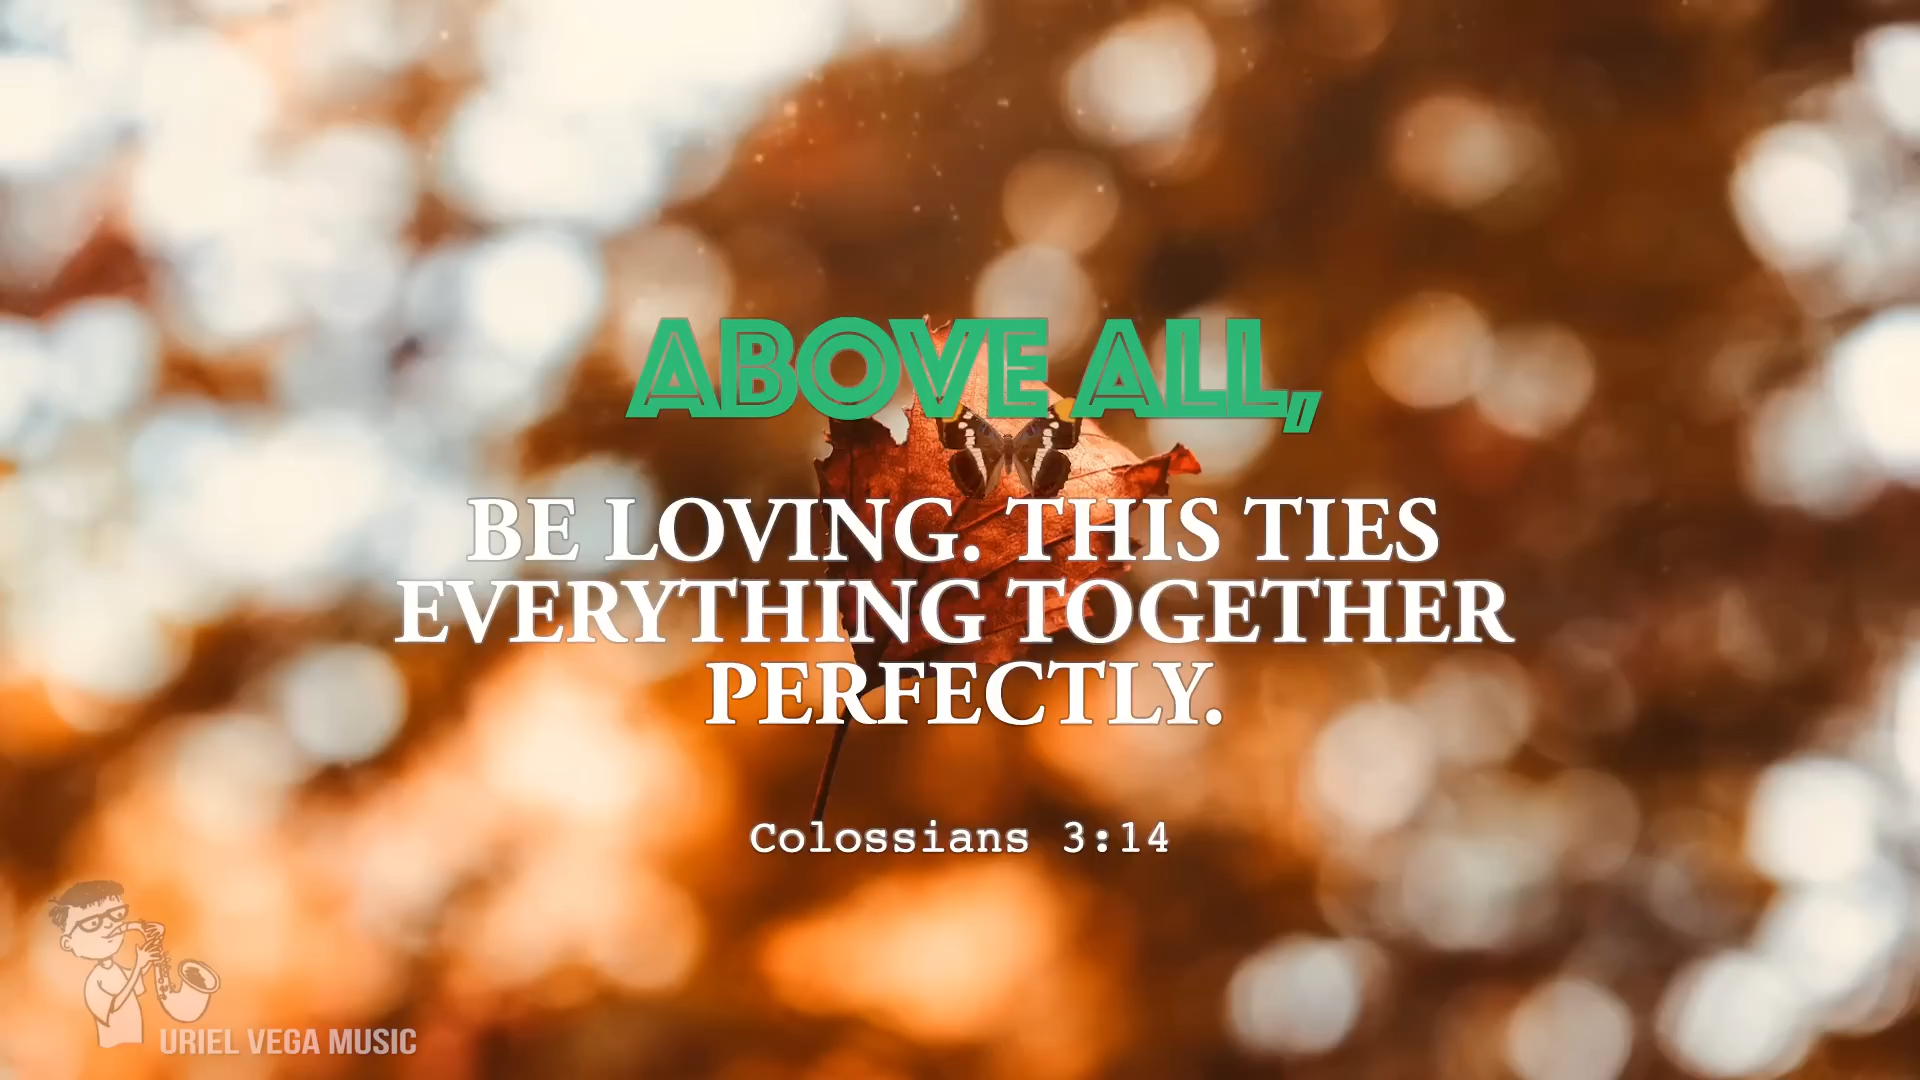 ABOVE ALL,
BE LOVING. THIS TIES
EVERYTHING TOGETHER
PERFECTLY.
Colossians 3:14
URIEL VEGA MUSIC